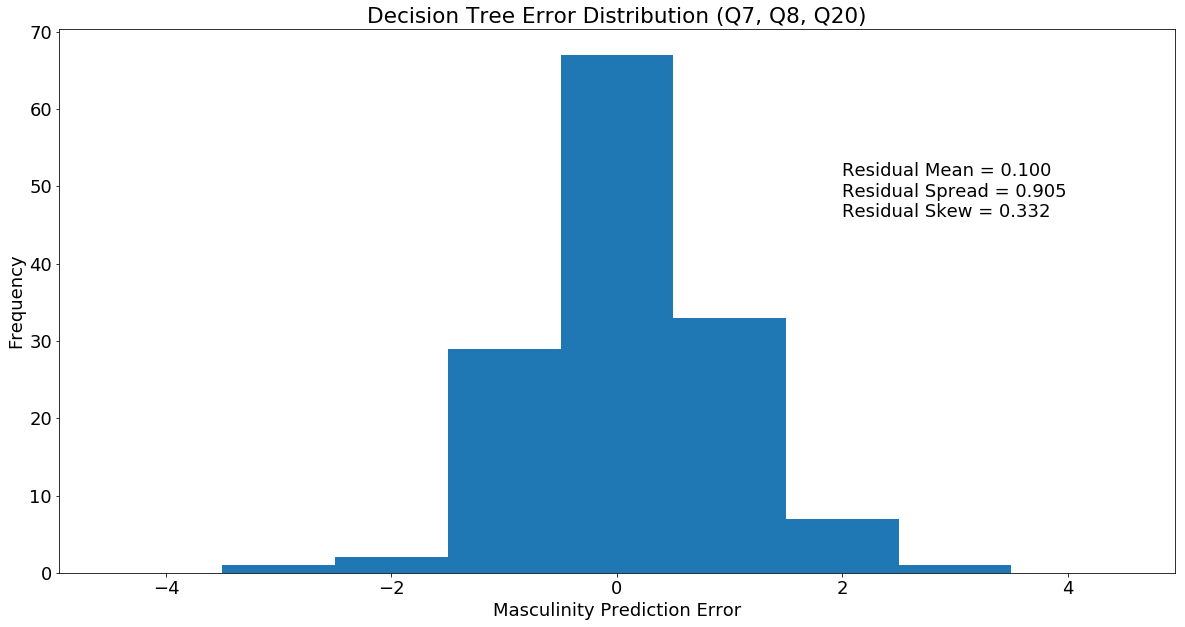 Decision Tree Error Distribution (Q7, Q8, Q20)
70
60
50
40
30
20
10
0
Frequency
Residual Mean = 0.100
Residual Spread = 0.905
Residual Skew = 0.332
−4
−2
0
2
4
Masculinity Prediction Error